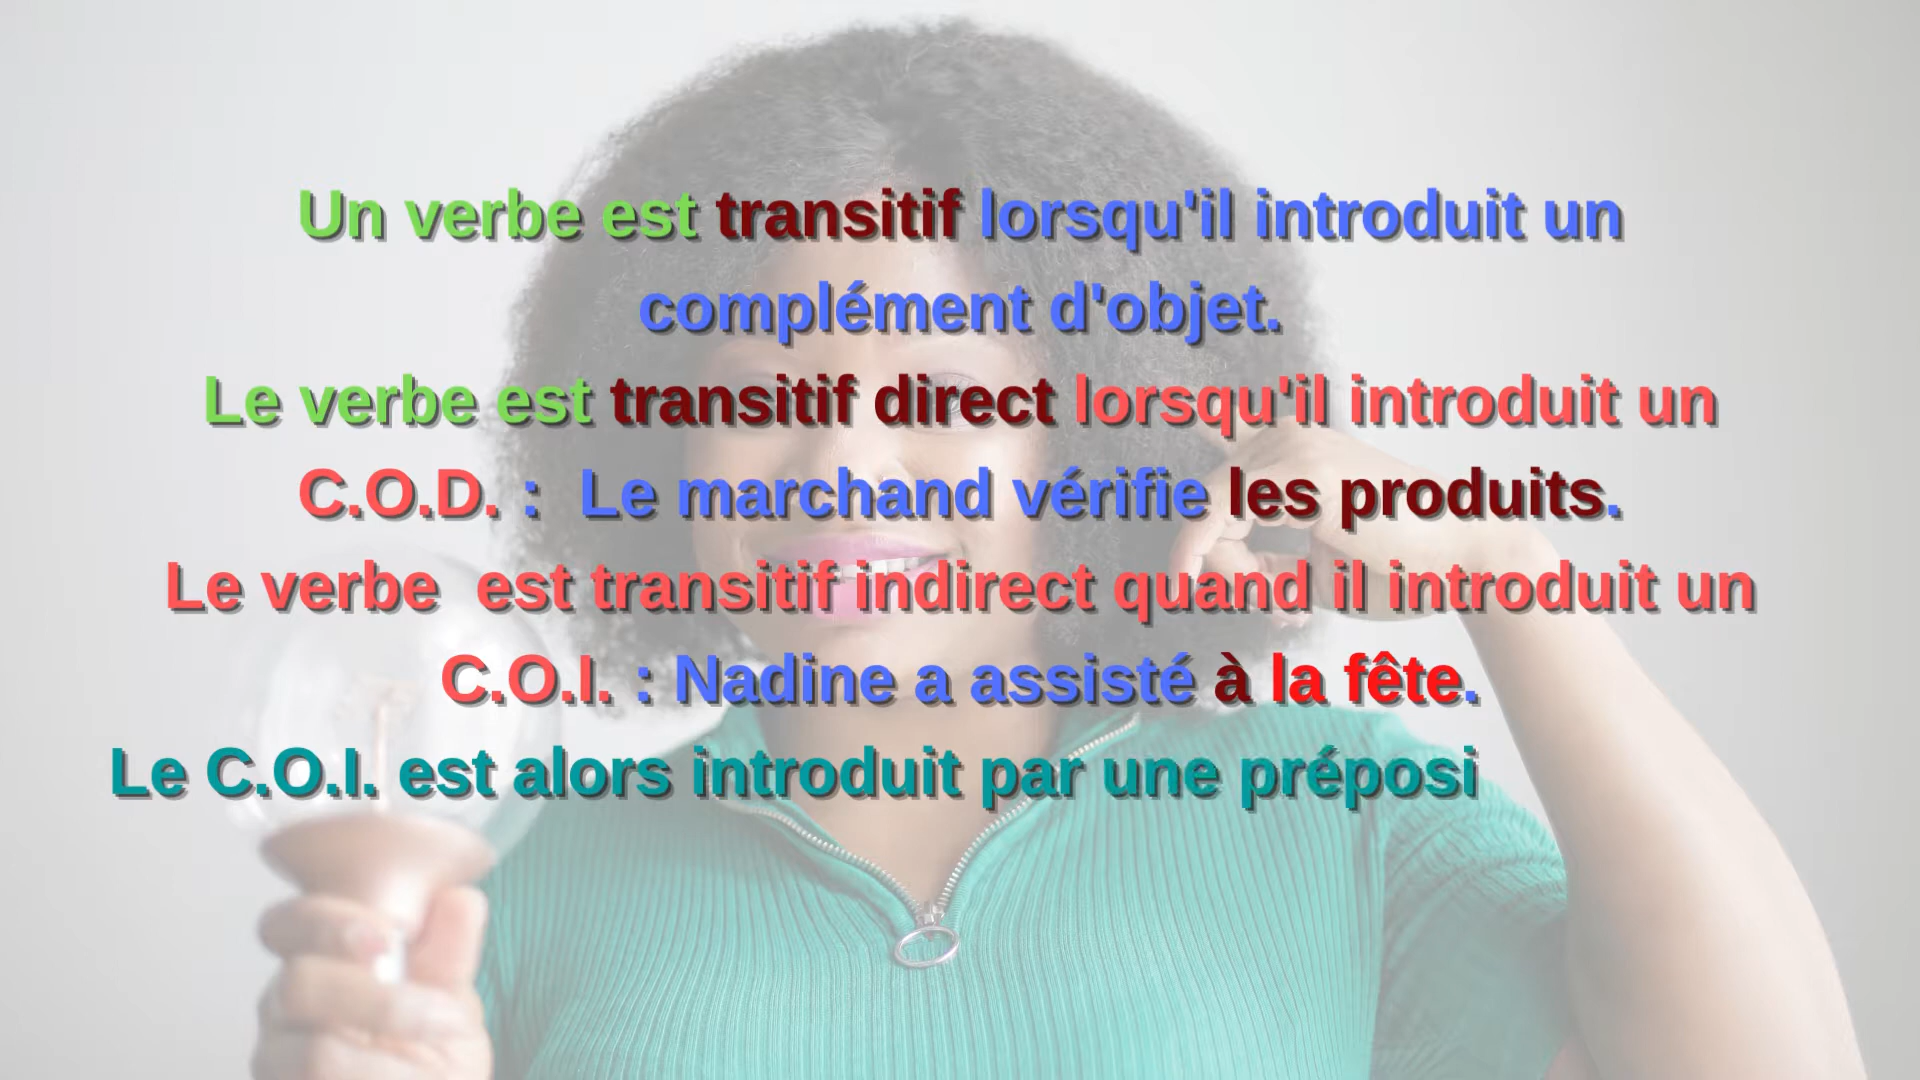 Un verbe est transitif lorsqu'il introduit un
complément d'objet.
Le verbe est transitif direct lorsqu'il introduit un
C.O.D. :  Le marchand vérifie les produits.
Le verbe  est transitif indirect quand il introduit un
C.O.I. : Nadine a assisté à la fête.
Le C.O.I. est alors introduit par une préposi